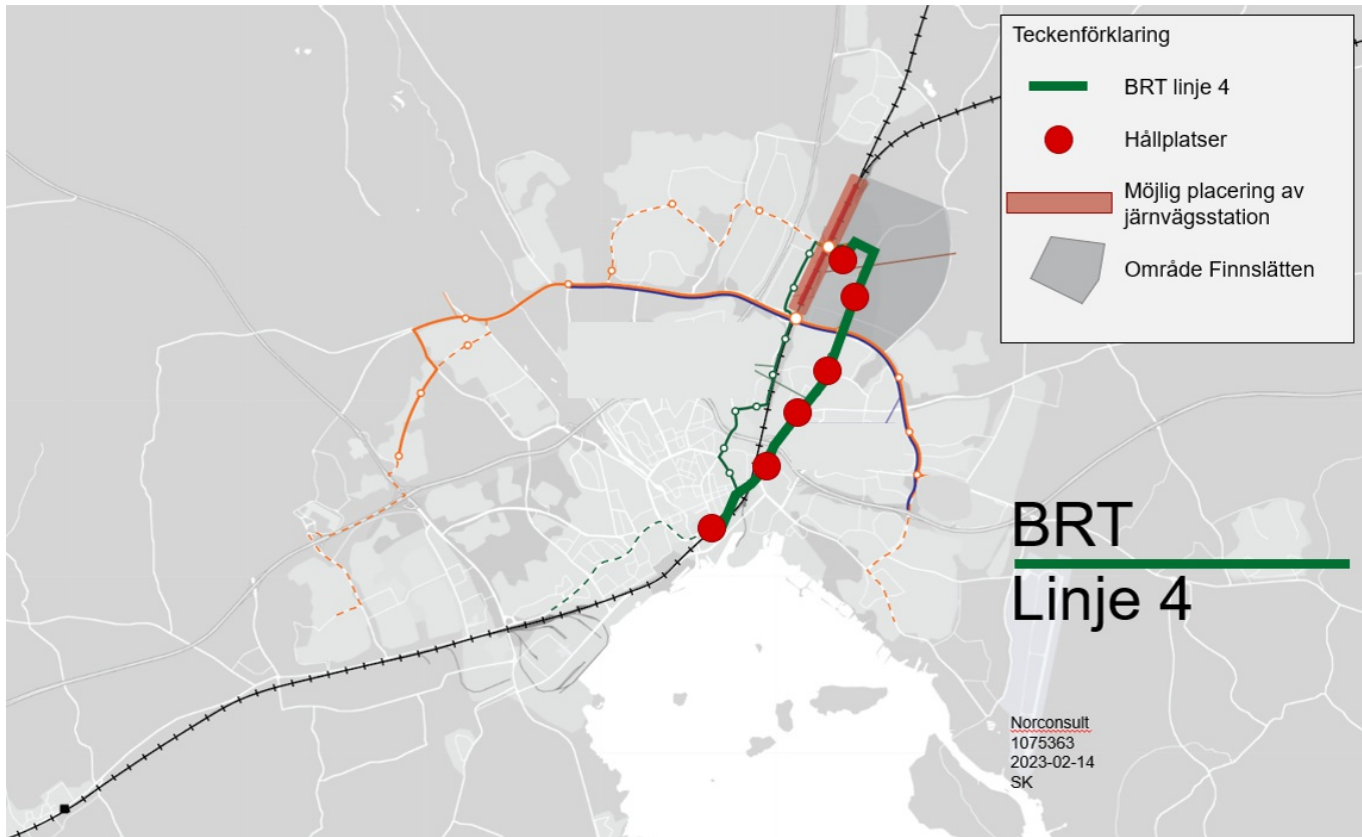 Teckenförklaring
BRT linje 4
Hållplatser
Möjlig placering av
järnvägsstation
Område Finnslätten
BRT
Linje 4
Norconsult
1075363
2023-02-14
SK